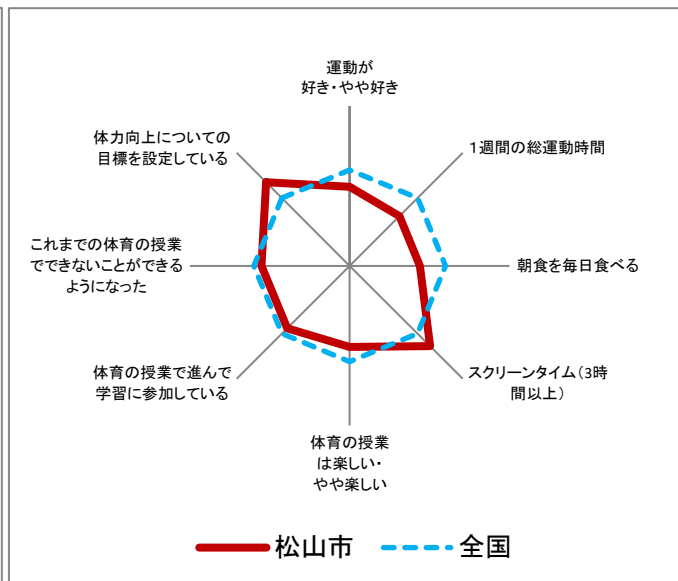 運動が
好き・やや好き
1週間の総運動時間
朝食を毎日食べる
スクリーンタイム(3時
間以上)
体育の授業
は楽しい・
やや楽しい
体育の授業で進んで
学習に参加している
これまでの体育の授業
でできないことができる
ようになった
体力向上についての
目標を設定している
松山市
全国